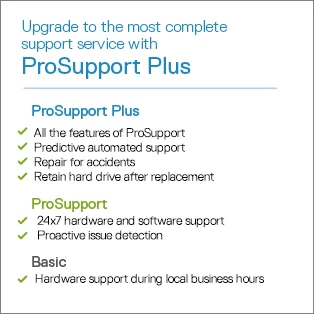 Upgrade to the most complete
support service with
ProSupport Plus
ProSupport Plus
All the features of ProSupport
Predictive automated support
Repair for accidents
Retain hard drive after replacement
ProSupport
24x7 hardware and software support
Proactive issue detection
Basic
Hardware support during local business hours